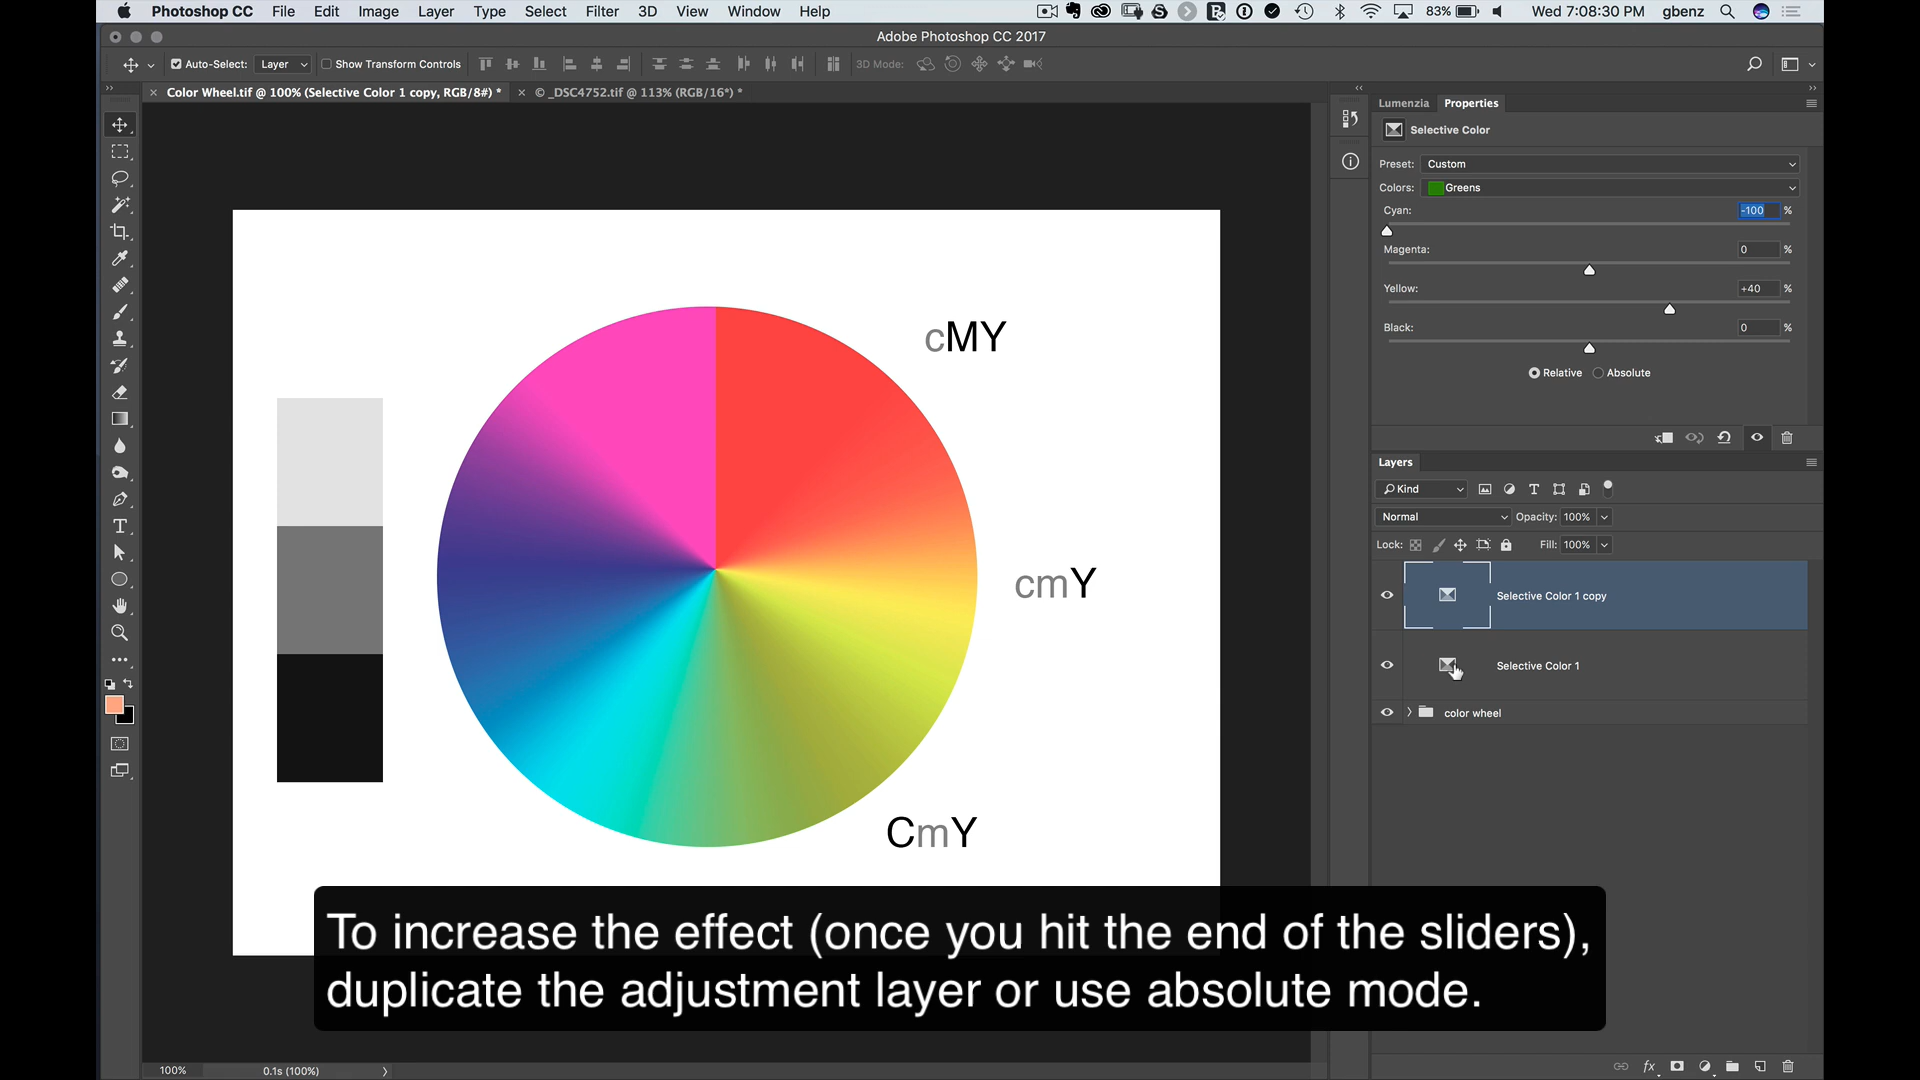 Photoshop CC File Edit Image Layer Type Select Filter 3D View Window Help 83% Wed 7:08:30 PM gbenz
Adobe Photoshop CC 2017
Auto-Select: Layer Show Transform Controls 3D Mode:
Color Wheel.tif @ 100% (Selective Color 1 copy, RGB/8#) * © _DSC4752.tif @ 113% (RGB/16*) *
Lumenzia Properties
Selective Color
Preset: Custom
Colors: Greens
Cyan: -100 %
Magenta: 0 %
Yellow: +40 %
Black: 0 %
Relative Absolute
Layers
Kind
Normal Opacity: 100%
Lock: Fill: 100%
Selective Color 1 copy
Selective Color 1
color wheel
cMY
cmY
CmY
To increase the effect (once you hit the end of the sliders),
duplicate the adjustment layer or use absolute mode.
100% 0.1s (100%)
fx